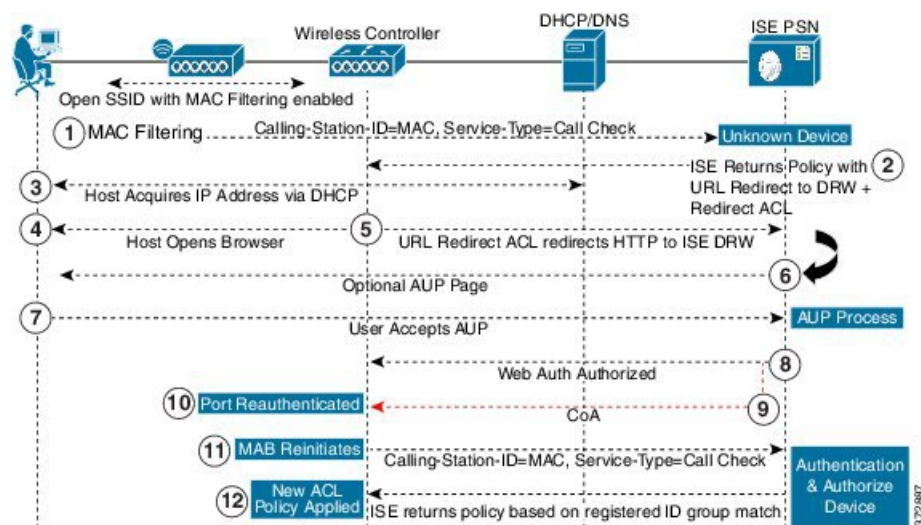 DHCP/DNS
ISE PSN
Wireless Controller
Open SSID with MAC Filtering enabled
1 MAC Filtering
Calling-Station-ID=MAC, Service-Type=Call Check
Unknown Device
2
ISE Returns Policy with
URL Redirect to DRW +
Redirect ACL
3
Host Acquires IP Address via DHCP
4
Host Opens Browser
5
URL Redirect ACL redirects HTTP to ISE DRW
6
Optional AUP Page
7
User Accepts AUP
AUP Process
8
Web Auth Authorized
9
CoA
10 Port Reauthenticated
11 MAB Reinitiates
Calling-Station-ID=MAC, Service-Type=Call Check
Authentication
& Authorize
Device
12
New ACL
Policy Applied
ISE returns policy based on registered ID group match